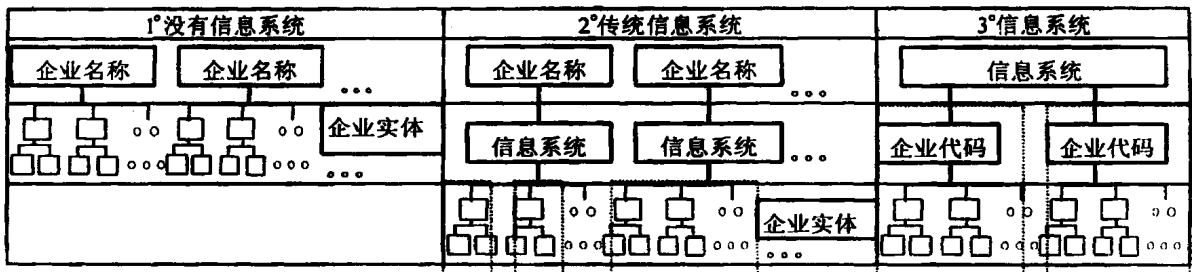 1°没有信息系统 2°传统信息系统 3°信息系统
企业名称 企业名称 企业名称 企业名称 信息系统
企业实体 信息系统 信息系统 企业代码 企业代码
企业实体